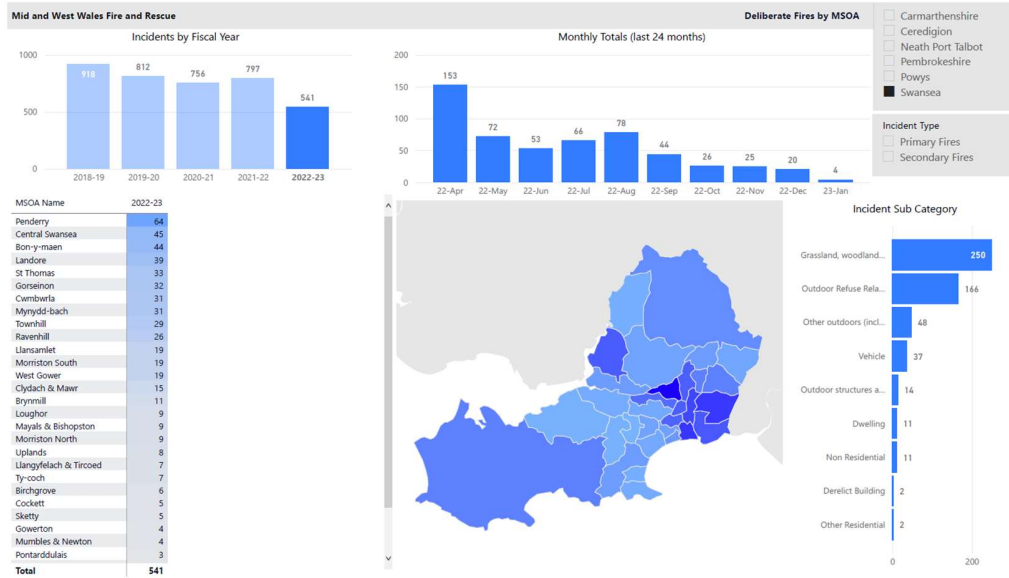 Mid and West Wales Fire and Rescue
Deliberate Fires by MSOA
Carmarthenshire
Ceredigion
Neath Port Talbot
Pembrokeshire
Powys
Swansea
Incident Type
Primary Fires
Secondary Fires
Incidents by Fiscal Year
1000
500
0
918
812
756
797
541
2018-19 2019-20 2020-21 2021-22 2022-23
Monthly Totals (last 24 months)
200
150
100
50
0
153
72
53
66
78
44
26
25
20
4
22-Apr 22-May 22-Jun 22-Jul 22-Aug 22-Sep 22-Oct 22-Nov 22-Dec 23-Jan
MSOA Name 2022-23
Penderry 64
Central Swansea 45
Bon-y-maen 44
Landore 39
St Thomas 33
Gorseinon 32
Cwmbwrla 31
Mynydd-bach 31
Townhill 29
Ravenhill 26
Llansamlet 19
Morriston South 19
West Gower 19
Clydach & Mawr 15
Brynmill 11
Loughor 9
Mayals & Bishopston 9
Morriston North 9
Uplands 8
Llangyfelach & Tircoed 7
Ty-coch 7
Birchgrove 6
Cockett 5
Sketty 5
Gowerton 4
Mumbles & Newton 4
Pontarddulais 3
Total 541
Incident Sub Category
Grassland, woodland... 250
Outdoor Refuse Rela... 166
Other outdoors (incl... 48
Vehicle 37
Outdoor structures a... 14
Dwelling 11
Non Residential 11
Derelict Building 2
Other Residential 2
0 200